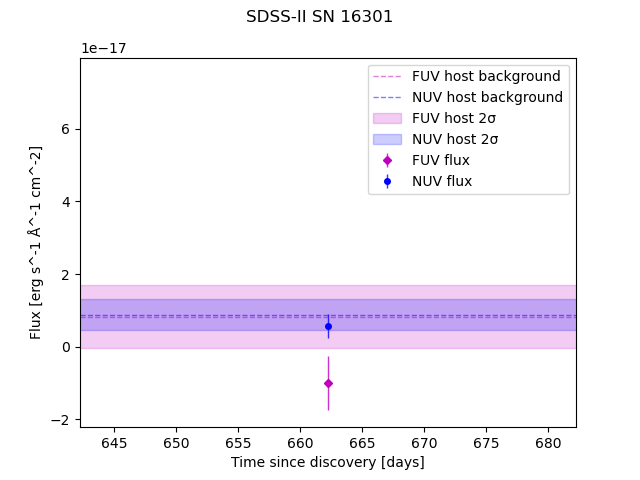 SDSS-II SN 16301
1e−17
FUV host background
NUV host background
FUV host 2σ
NUV host 2σ
FUV flux
NUV flux
Flux [erg s^-1 Å^-1 cm^-2]
6
4
2
0
−2
645 650 655 660 665 670 675 680
Time since discovery [days]